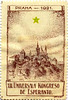 PRAHA - 1921.
XIII. UNIVERSALA KONGRESO
DE ESPERANTO